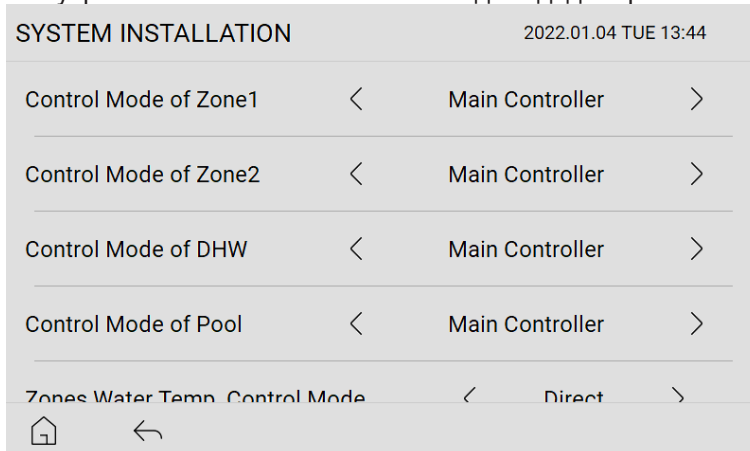 SYSTEM INSTALLATION 2022.01.04 TUE 13:44
Control Mode of Zone1 < Main Controller >
Control Mode of Zone2 < Main Controller >
Control Mode of DHW < Main Controller >
Control Mode of Pool < Main Controller >
Zones Water Temp. Control Mode < Direct >